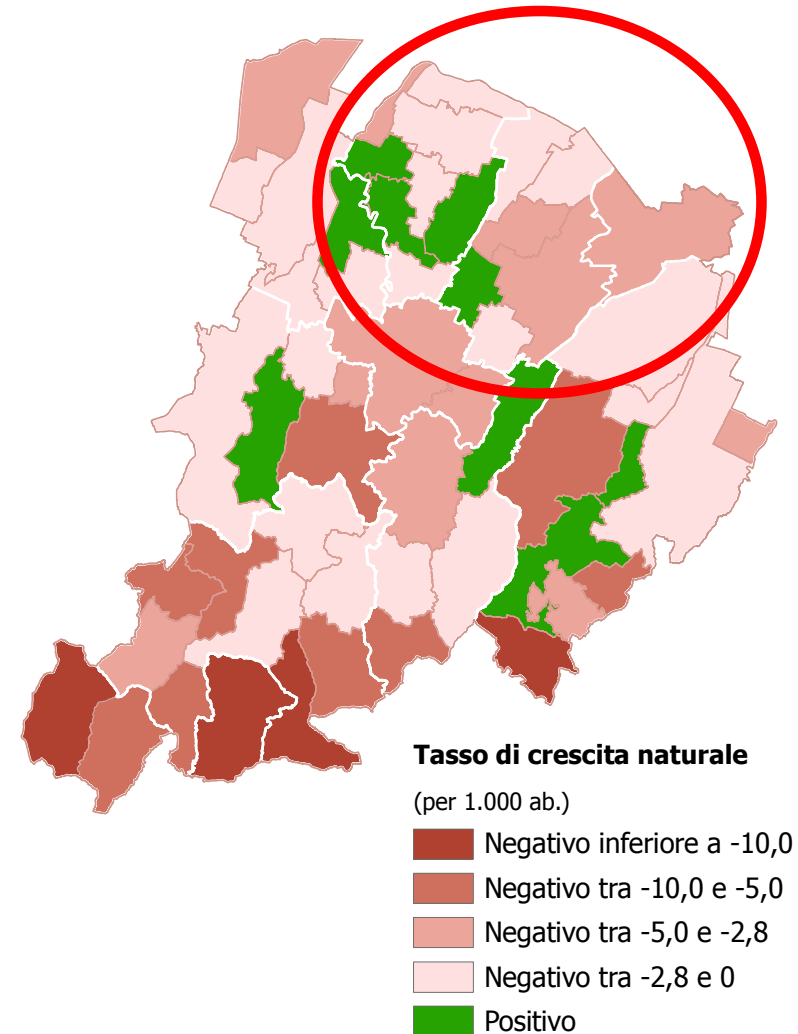 Tasso di crescita naturale
(per 1.000 ab.)
Negativo inferiore a -10,0
Negativo tra -10,0 e -5,0
Negativo tra -5,0 e -2,8
Negativo tra -2,8 e 0
Positivo